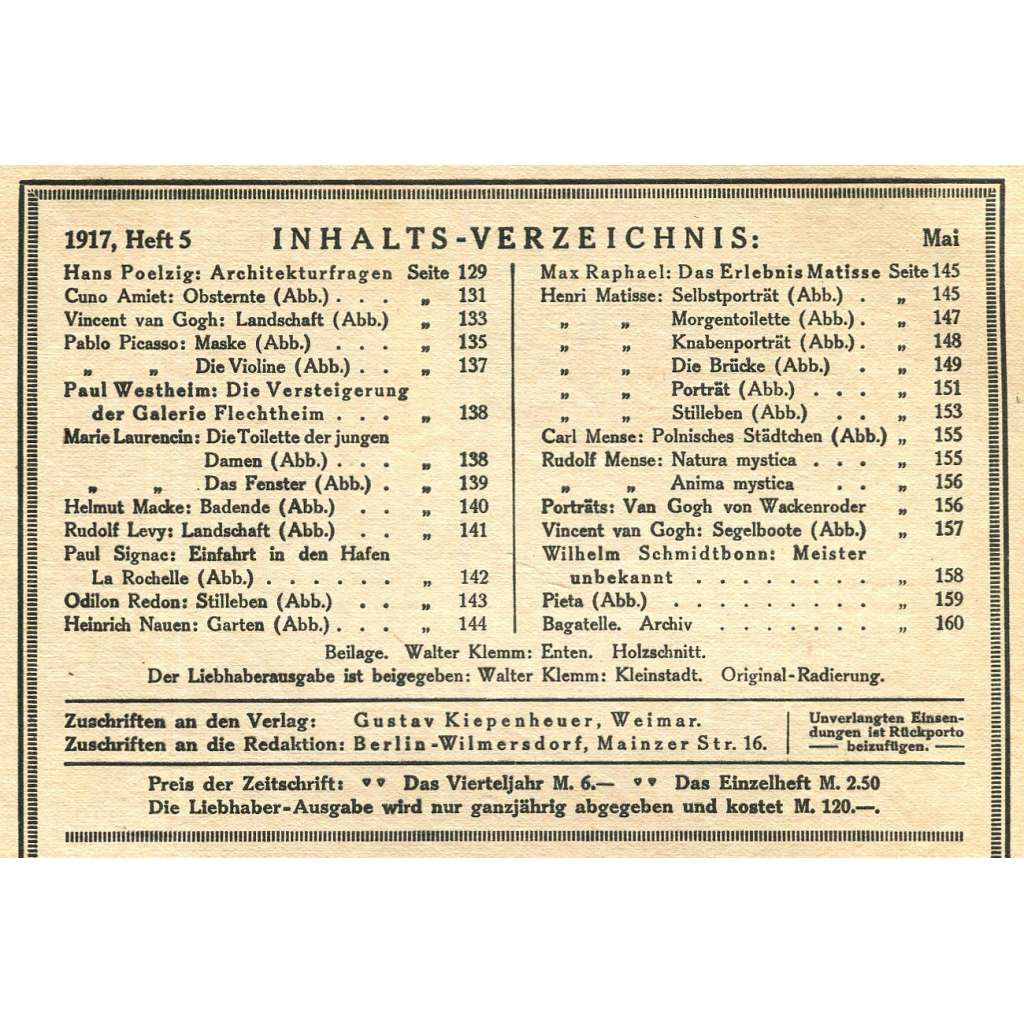 1917, Heft 5 INHALTS-VERZEICHNIS: Mai
Hans Poelzig: Architekturfragen Seite 129
Cuno Amiet: Obsternte (Abb.) . . . „ 131
Vincent van Gogh: Landschaft (Abb.) „ 133
Pablo Picasso: Maske (Abb.) . . . „ 135
„ „ Die Violine (Abb.) . . „ 137
Paul Westheim: Die Versteigerung
der Galerie Flechtheim . . . „ 138
Marie Laurencin: Die Toilette der jungen
Damen (Abb.) . . . „ 138
„ „ Das Fenster (Abb.) . „ 139
Helmut Macke: Badende (Abb.) . . „ 140
Rudolf Levy: Landschaft (Abb.) . . „ 141
Paul Signac: Einfahrt in den Hafen
La Rochelle (Abb.) . . . . . . „ 142
Odilon Redon: Stilleben (Abb.) . . „ 143
Heinrich Nauen: Garten (Abb.) . . . „ 144
Max Raphael: Das Erlebnis Matisse Seite 145
Henri Matisse: Selbstporträt (Abb.) . „ 145
„ „ Morgentoilette (Abb.) . „ 147
„ „ Knabenporträt (Abb.) . „ 148
„ „ Die Brücke (Abb.) . „ 149
„ „ Porträt (Abb.) . . . „ 151
„ „ Stilleben (Abb.) . . „ 153
Carl Mense: Polnisches Städtchen (Abb.) „ 155
Rudolf Mense: Natura mystica . . . „ 155
„ „ Anima mystica . . „ 156
Porträts: Van Gogh von Wackenroder „ 156
Vincent van Gogh: Segelboote (Abb.) „ 157
Wilhelm Schmidtbonn: Meister
unbekannt . . . . . . . . „ 158
Pieta (Abb.) . . . . . . . . . „ 159
Bagatelle. Archiv . . . . . . . „ 160
Beilage. Walter Klemm: Enten. Holzschnitt.
Der Liebhaberausgabe ist beigegeben: Walter Klemm: Kleinstadt. Original-Radierung.
Zuschriften an den Verlag: Gustav Kiepenheuer, Weimar.
Zuschriften an die Redaktion: Berlin-Wilmersdorf, Mainzer Str. 16.
Unverlangten Einsen-
dungen ist Rückporto
— beizufügen. —
Preis der Zeitschrift: Das Vierteljahr M. 6.— Das Einzelheft M. 2.50
Die Liebhaber-Ausgabe wird nur ganzjährig abgegeben und kostet M. 120.—.